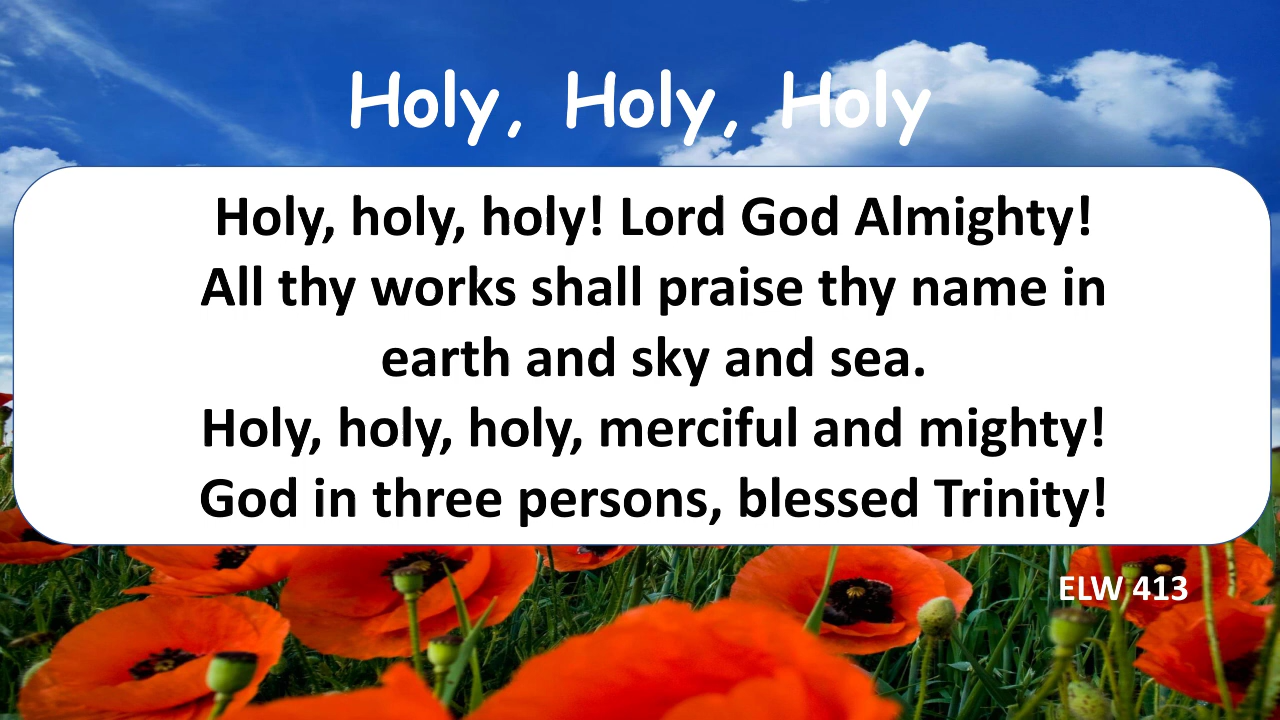 Holy, Holy, Holy
Holy, holy, holy! Lord God Almighty!
All thy works shall praise thy name in
earth and sky and sea.
Holy, holy, holy, merciful and mighty!
God in three persons, blessed Trinity!
ELW 413